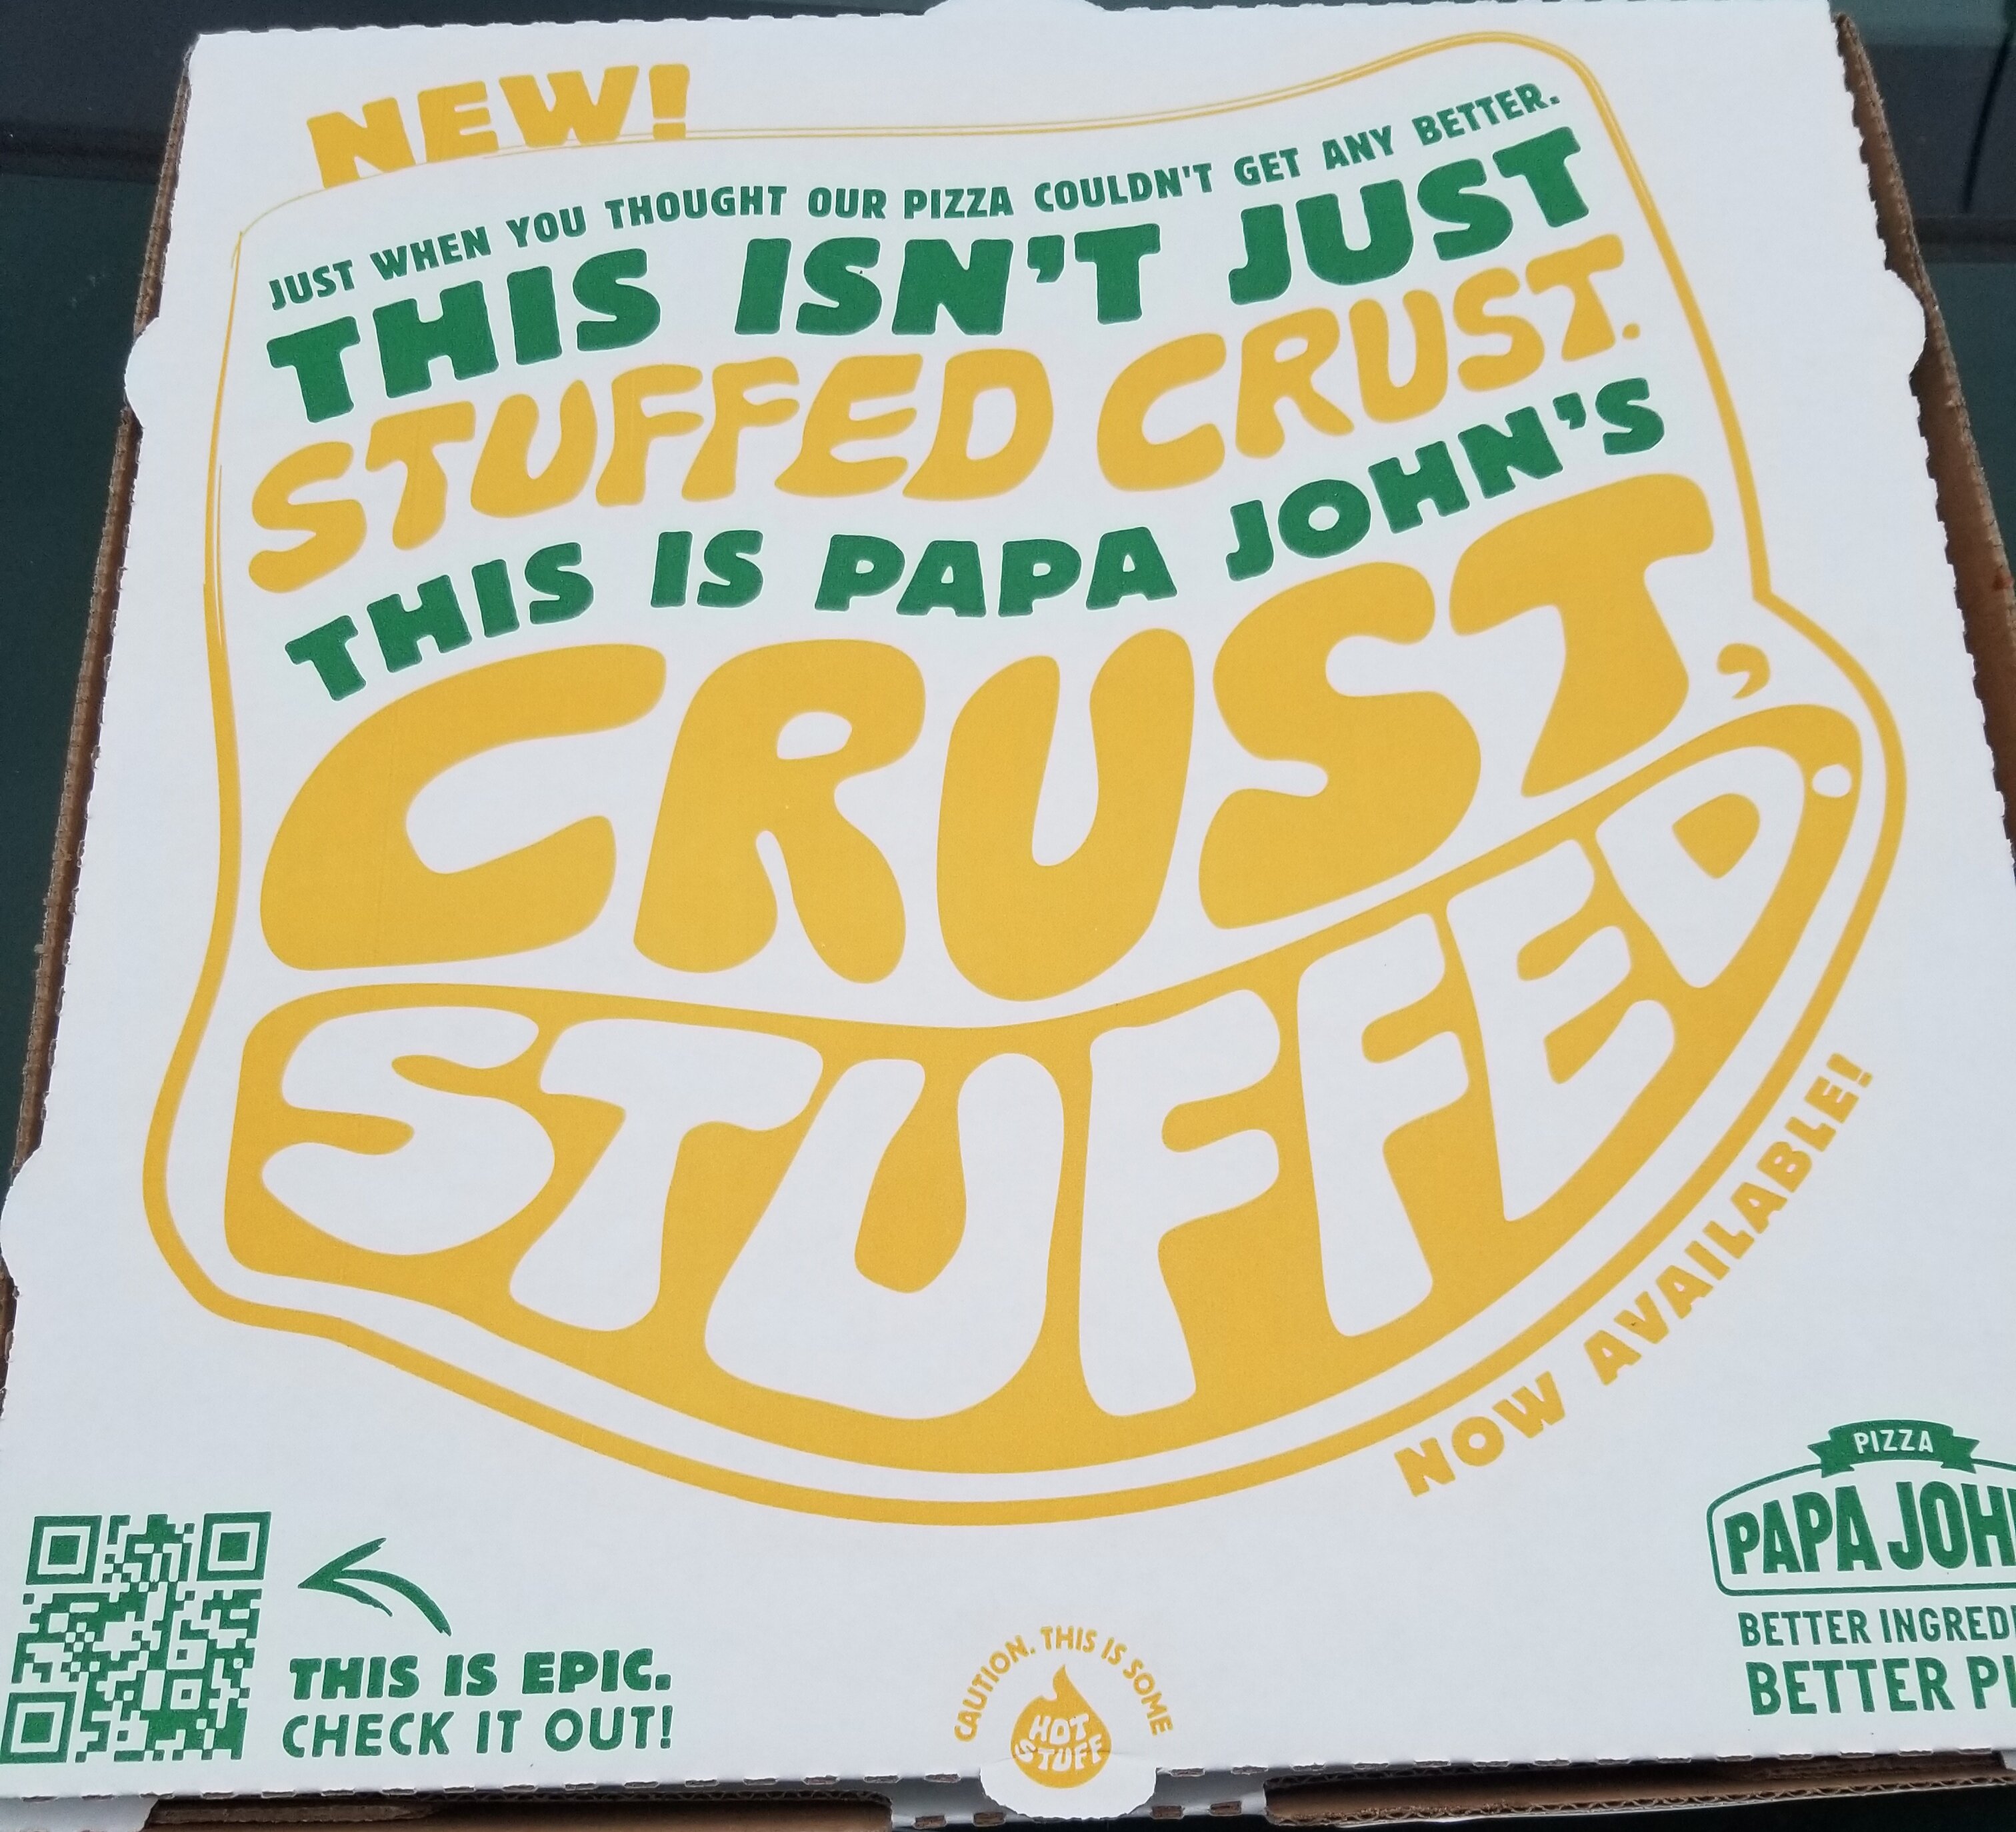 NEW!
JUST WHEN YOU THOUGHT OUR PIZZA COULDN'T GET ANY BETTER.
THIS ISN'T JUST
STUFFED CRUST.
THIS IS PAPA JOHN'S
CRUST,
STUFFED.
NOW AVAILABLE!
THIS IS EPIC.
CHECK IT OUT!
CAUTION. THIS IS SOME
HOT
STUFF
PIZZA
PAPA JOH
BETTER INGREDI
BETTER PI